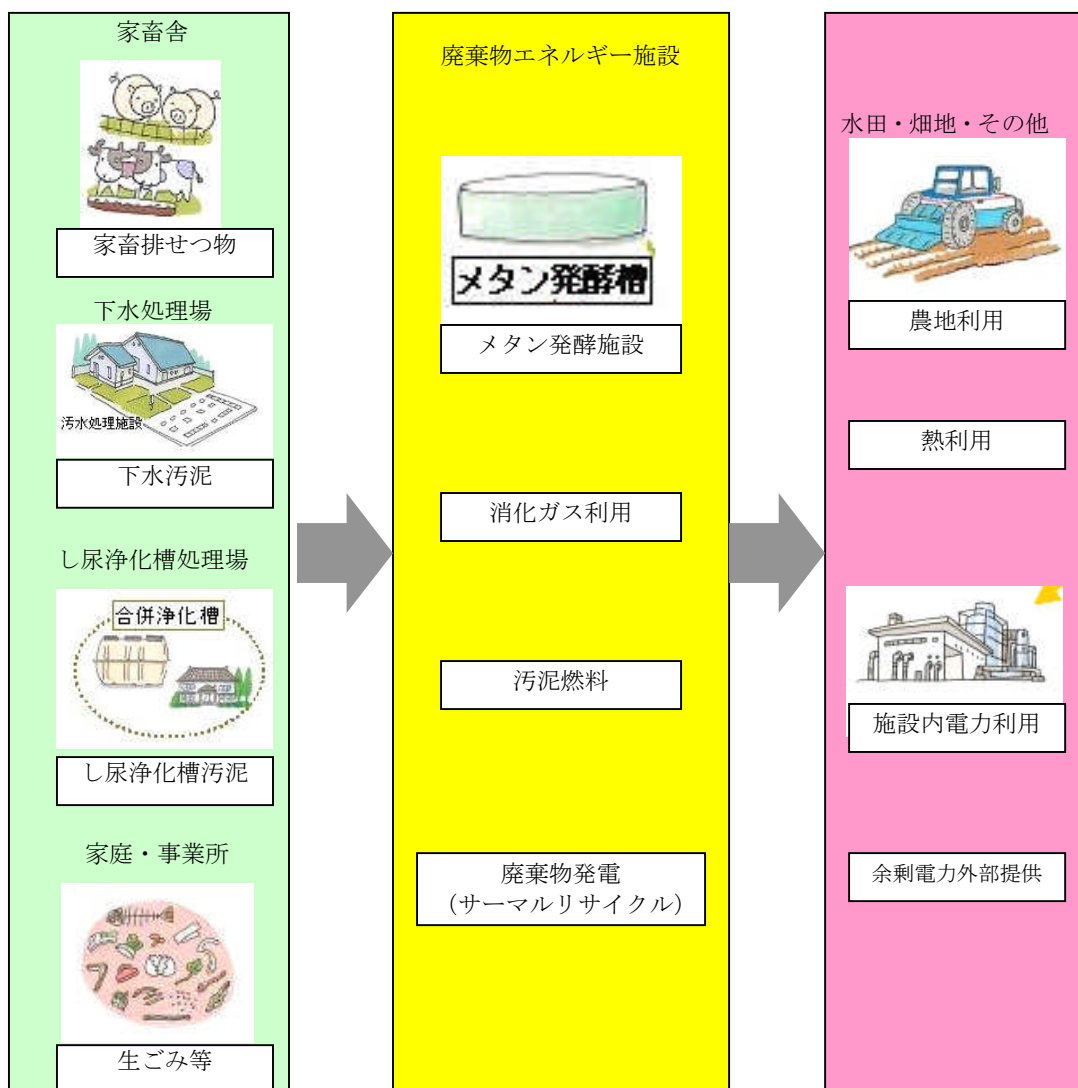 家畜舎
家畜排せつ物
下水処理場
汚水処理施設
下水汚泥
し尿浄化槽処理場
合併浄化槽
し尿浄化槽汚泥
家庭・事業所
生ごみ等
廃棄物エネルギー施設
メタン発酵槽
メタン発酵施設
消化ガス利用
汚泥燃料
廃棄物発電
（サーマルリサイクル）
水田・畑地・その他
農地利用
熱利用
施設内電力利用
余剰電力外部提供